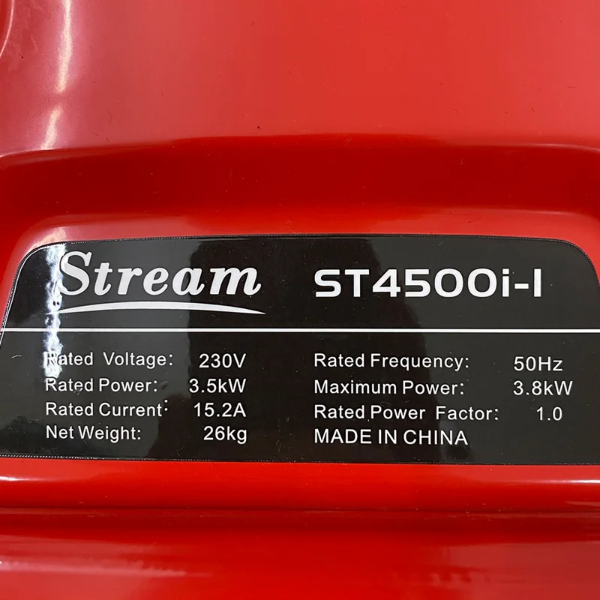 Stream ST4500i-I
Rated Voltage: 230V Rated Frequency: 50Hz
Rated Power: 3.5kW Maximum Power: 3.8kW
Rated Current: 15.2A Rated Power Factor: 1.0
Net Weight: 26kg MADE IN CHINA